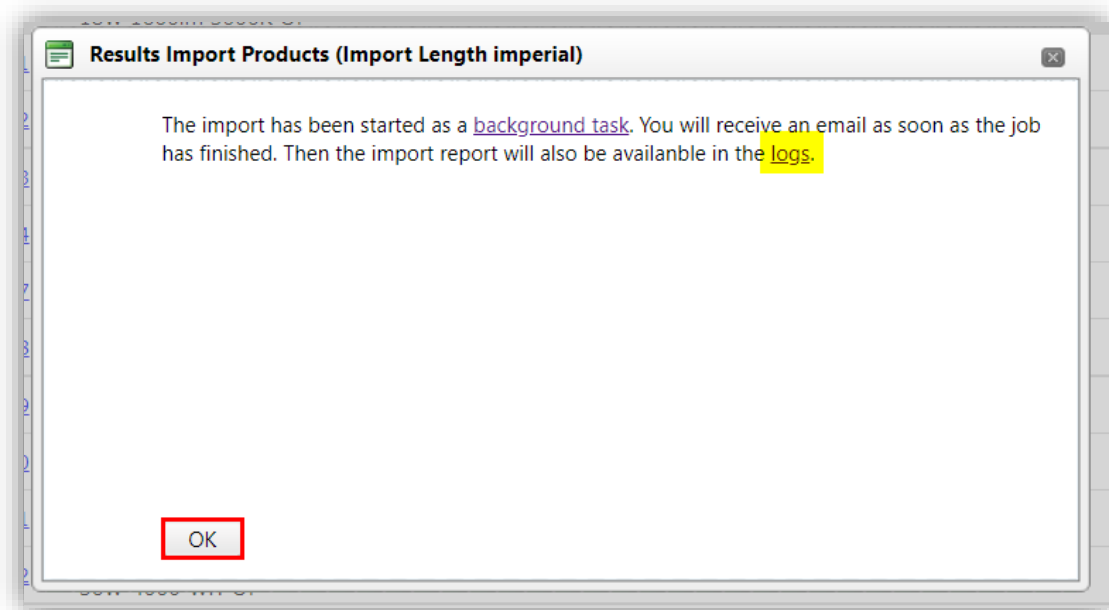 Results Import Products (Import Length imperial)
The import has been started as a background task. You will receive an email as soon as the job
has finished. Then the import report will also be availanble in the logs.
OK